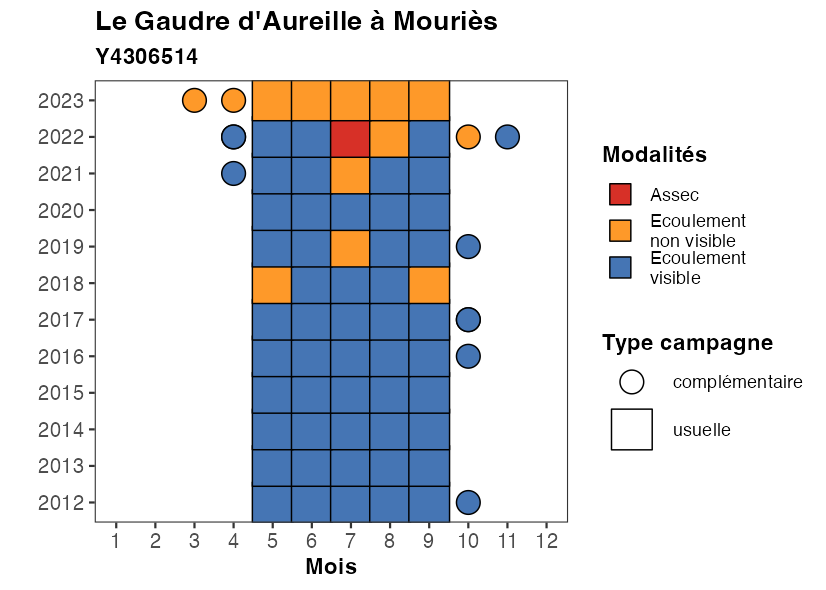 Le Gaudre d'Aureille à Mouriès
Y4306514
2023
2022
2021
2020
2019
2018
2017
2016
2015
2014
2013
2012
1 2 3 4 5 6 7 8 9 10 11 12
Mois
Modalités
Assec
Ecoulement
non visible
Ecoulement
visible
Type campagne
complémentaire
usuelle